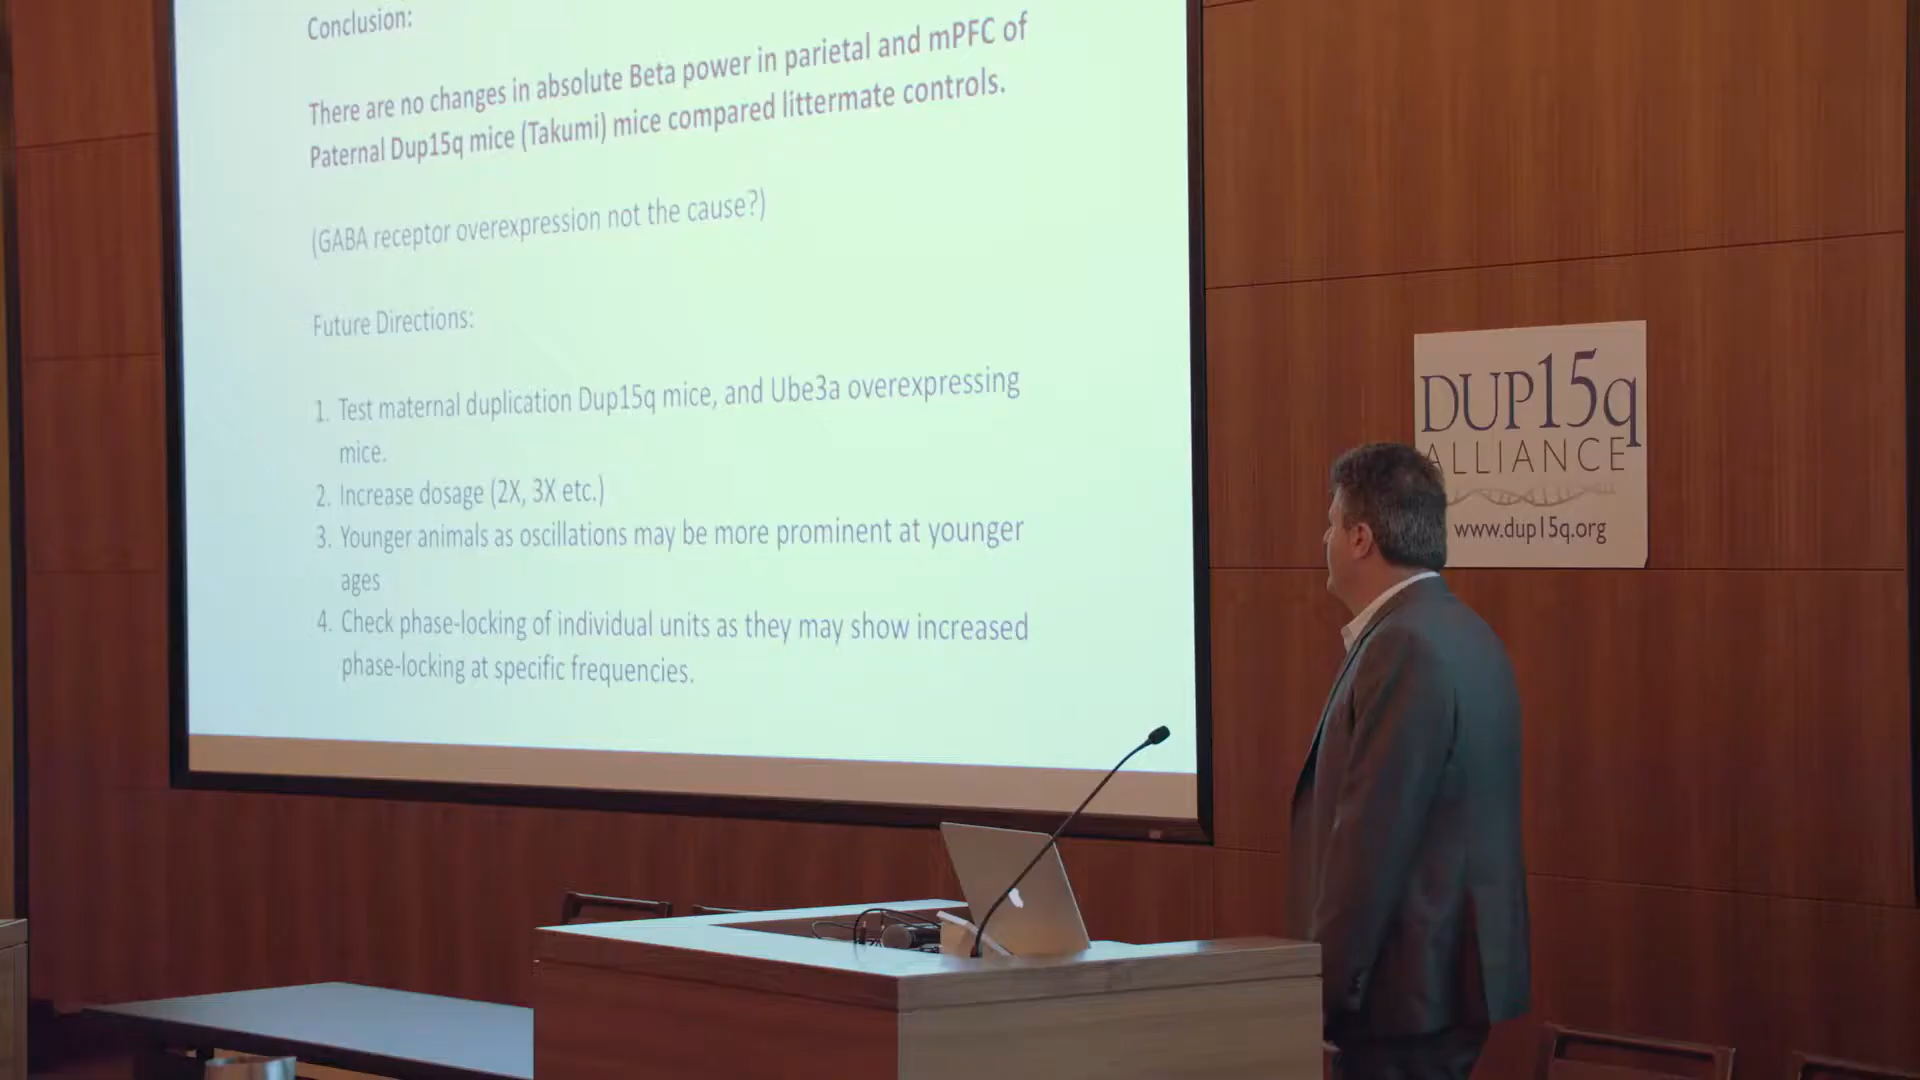 Conclusion:
There are no changes in absolute Beta power in parietal and mPFC of
Paternal Dup15q mice (Takumi) mice compared littermate controls.
(GABA receptor overexpression not the cause?)
Future Directions:
1. Test maternal duplication Dup15q mice, and Ube3a overexpressing
mice.
2. Increase dosage (2X, 3X etc.)
3. Younger animals as oscillations may be more prominent at younger
ages
4. Check phase-locking of individual units as they may show increased
phase-locking at specific frequencies.
DUP15q
ALLIANCE
www.dup15q.org